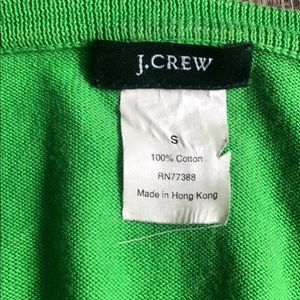 J.CREW
S
100% Cotton
RN77388
Made in Hong Kong